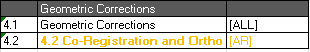 Geometric Corrections
4.1 Geometric Corrections [ALL]
4.2 4.2 Co-Registration and Ortho [AR]